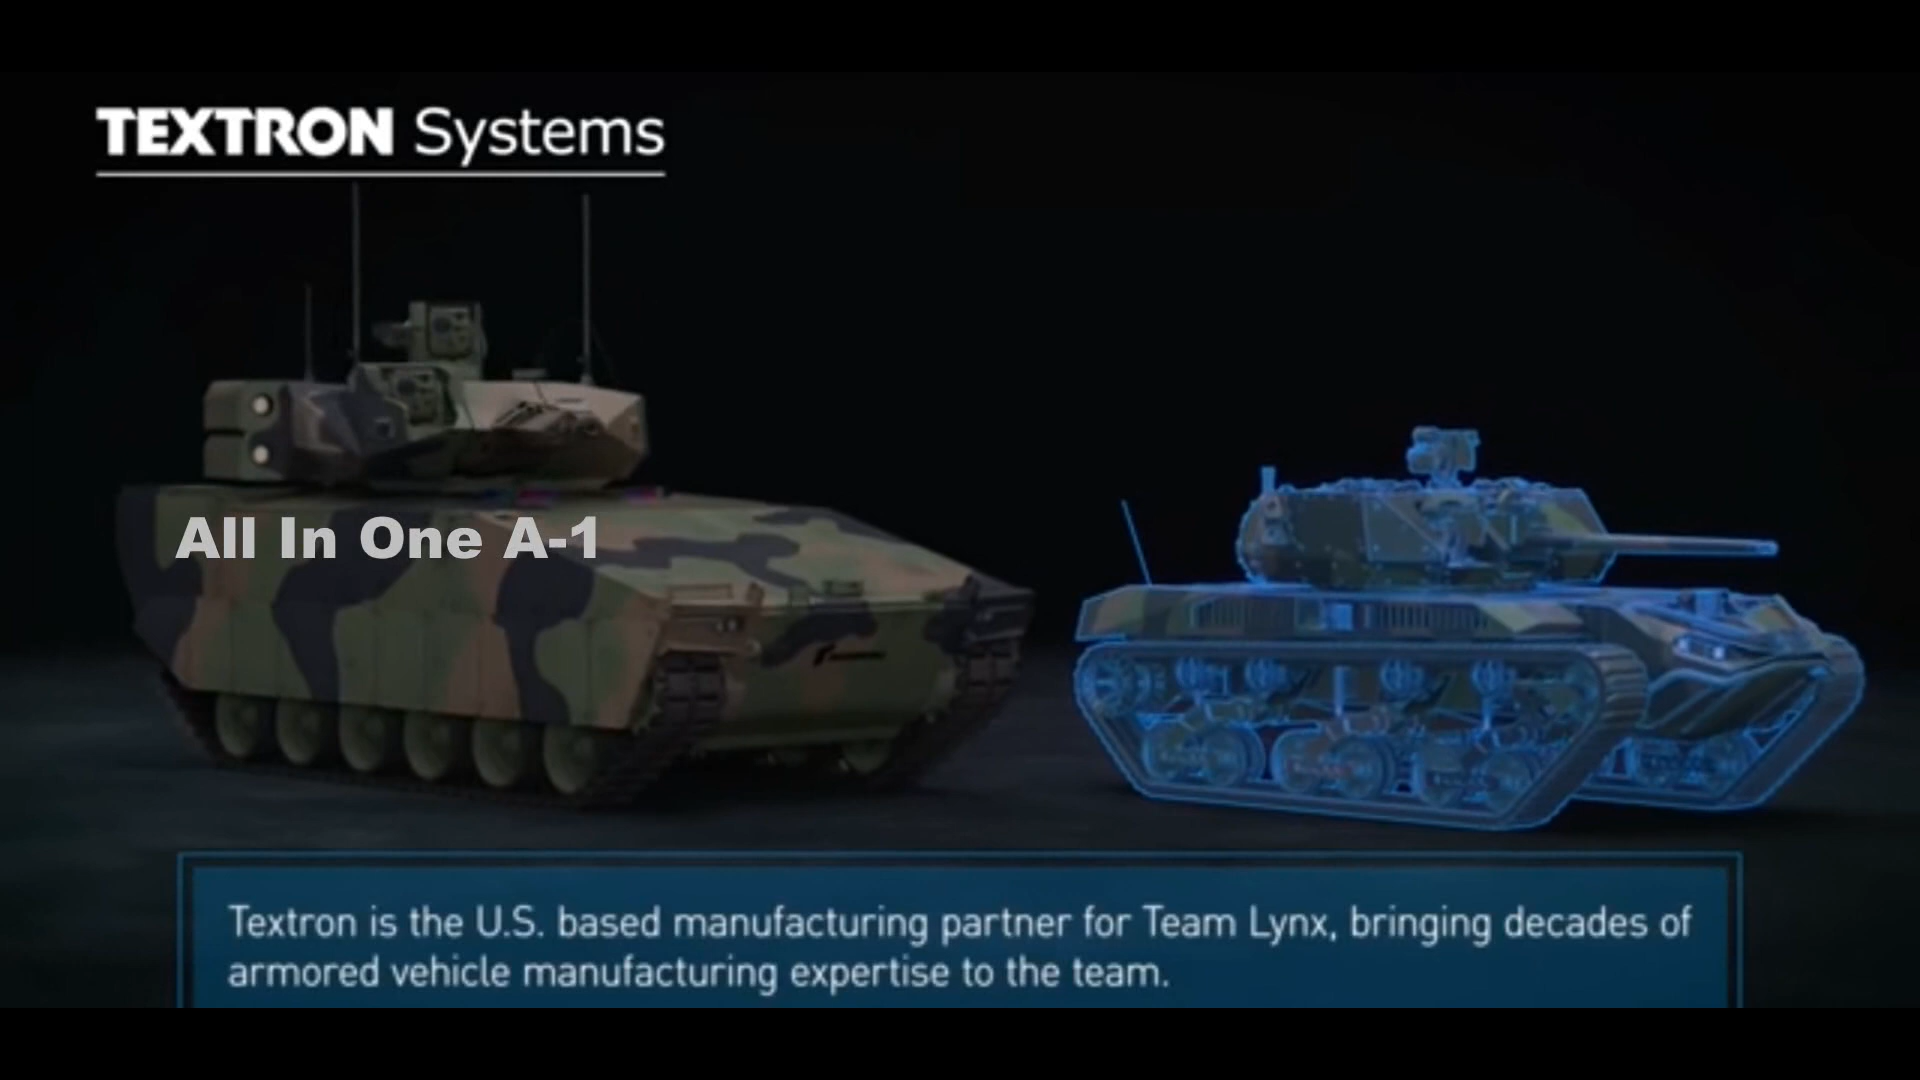 TEXTRON Systems
All In One A-1
Textron is the U.S. based manufacturing partner for Team Lynx, bringing decades of
armored vehicle manufacturing expertise to the team.